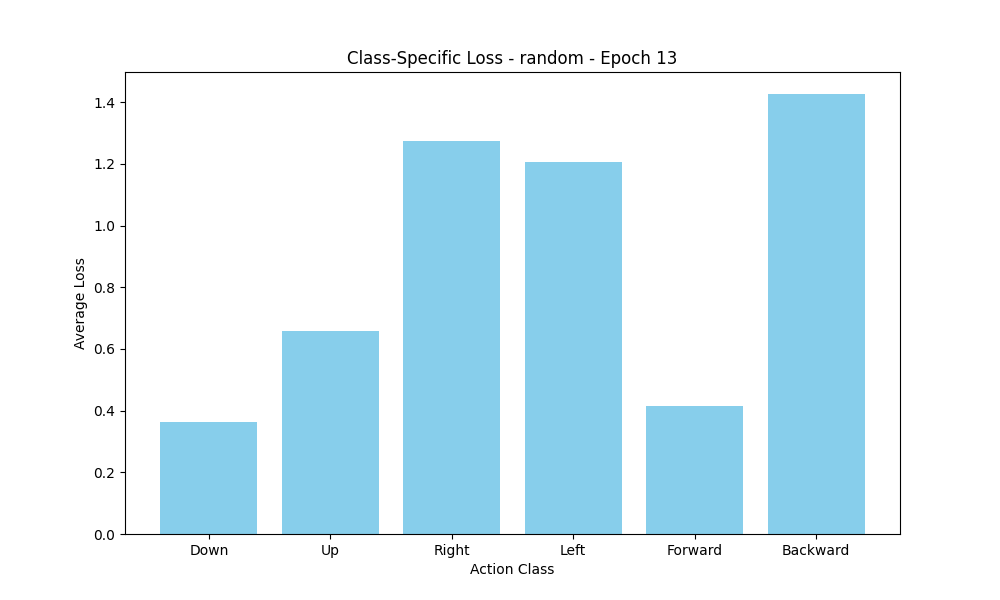 Class-Specific Loss - random - Epoch 13
Average Loss
1.4
1.2
1.0
0.8
0.6
0.4
0.2
0.0
Down Up Right Left Forward Backward
Action Class